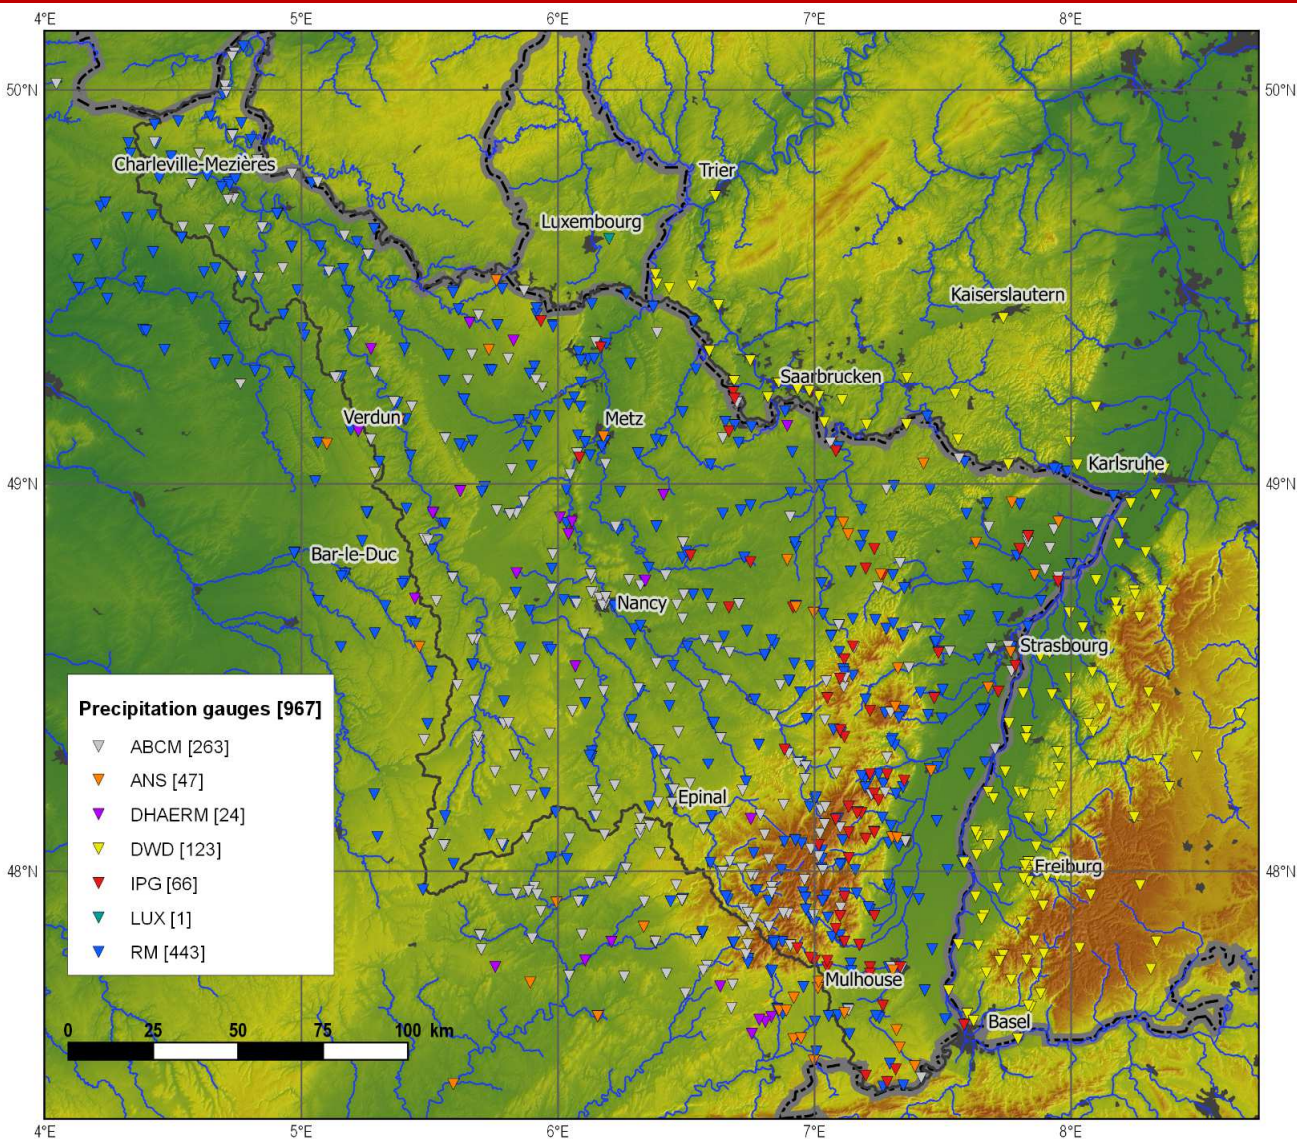 4°E 5°E 6°E 7°E 8°E
50°N 50°N
Charleville-Mezières
Trier
Luxembourg
Kaiserslautern
Saarbrucken
Verdun
Metz
Karlsruhe
49°N 49°N
Bar-le-Duc
Nancy
Strasbourg
Precipitation gauges [967]
ABCM [263]
ANS [47]
DHAERM [24]
DWD [123]
IPG [66]
LUX [1]
RM [443]
Epinal
Freiburg
48°N 48°N
Mulhouse
Basel
0 25 50 75 100 km
4°E 5°E 6°E 7°E 8°E